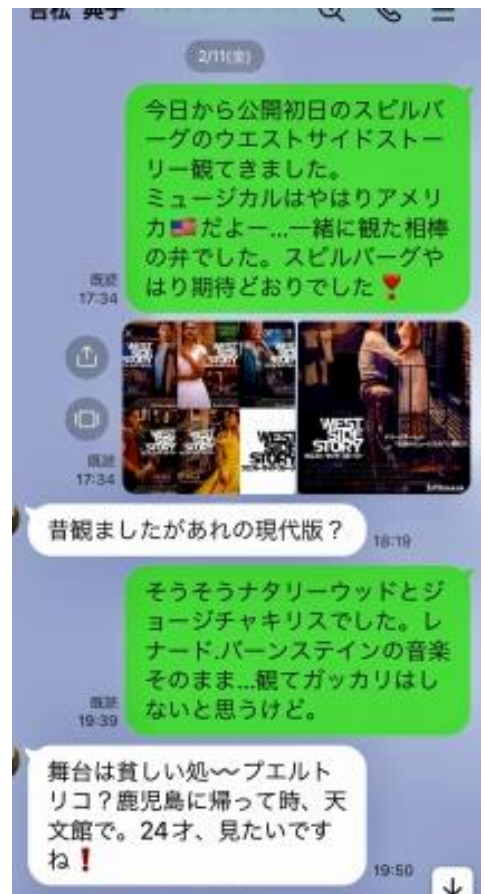 2/11(金)
今日から公開初日のスピルバ
ーグのウエストサイドストー
リー観てきました。
ミュージカルはやはりアメリ
カ🇺🇸だよー...一緒に観た相棒
の弁でした。スピルバーグや
はり期待どおりでした❣️
既読
17:34
WEST
SIDE
STORY
WEST
SIDE
STORY
既読
17:34
昔観ましたがあれの現代版？
18:19
そうそうナタリーウッドとジ
ョージチャキリスでした。レ
ナード.バーンステインの音楽
そのまま...観てガッカリはし
ないと思うけど。
既読
19:39
舞台は貧しい処〜〜プエルト
リコ？鹿児島に帰って時、天
文館で。24才、見たいです
ね❗
19:50